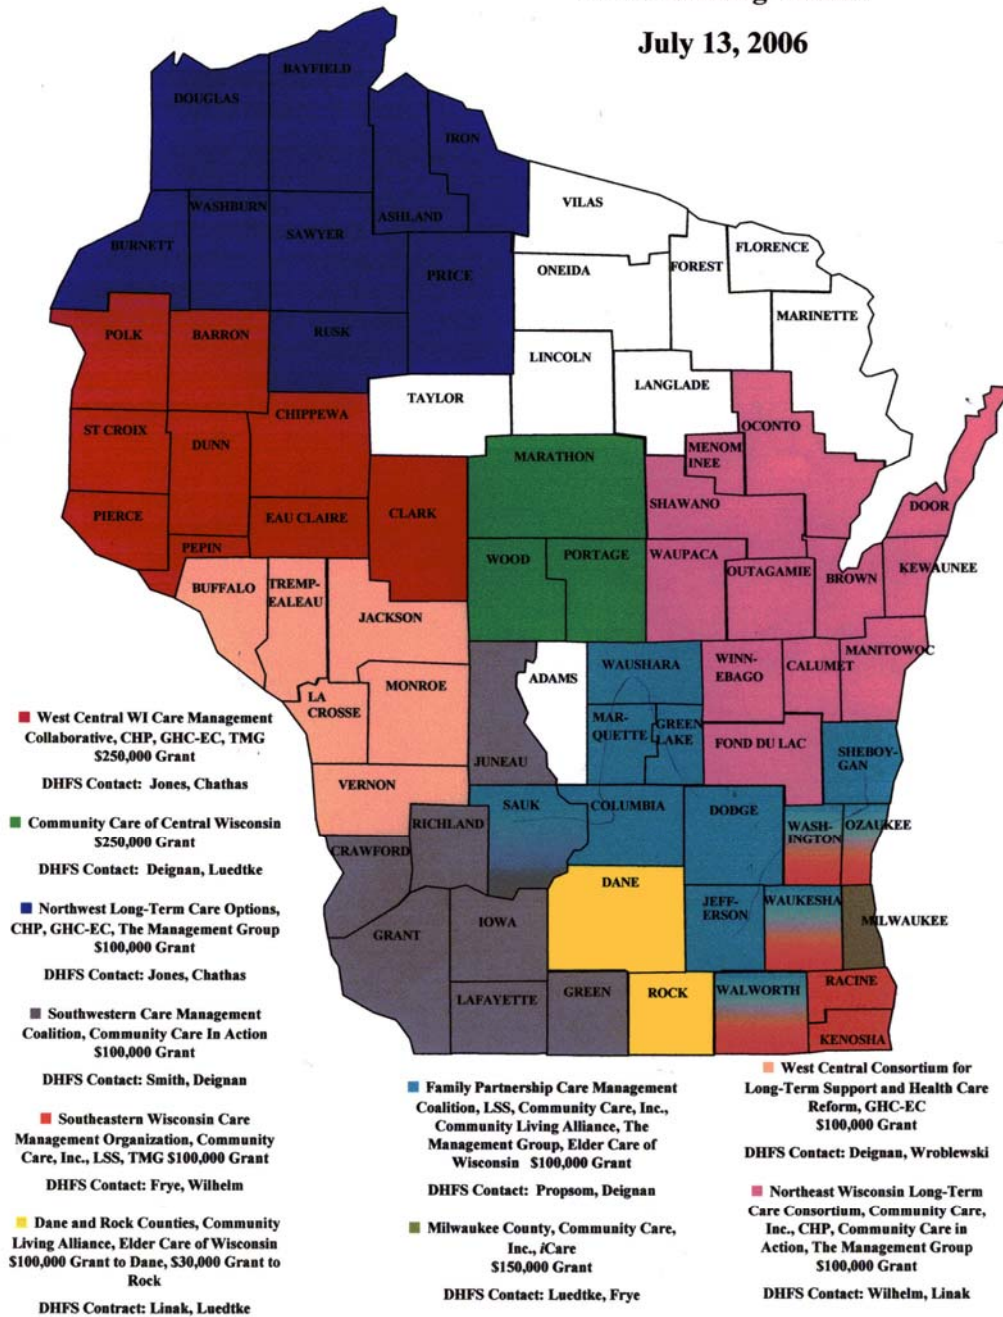 July 13, 2006
BAYFIELD
DOUGLAS
IRON
ASHLAND
WASHBURN
SAWYER
BURNETT
PRICE
RUSK
VILAS
FLORENCE
ONEIDA
FOREST
MARINETTE
LINCOLN
LANGLADE
TAYLOR
POLK
BARRON
CHIPPEWA
ST CROIX
DUNN
PIERCE
EAU CLAIRE
CLARK
PEPIN
MARATHON
OCONTO
MENOM
INEE
SHAWANO
DOOR
WOOD
PORTAGE
WAUPACA
OUTAGAMIE
BROWN
KEWAUNEE
BUFFALO
TREMP-
EALEAU
JACKSON
MONROE
LA
CROSSE
VERNON
ADAMS
WAUSHARA
WINN-
EBAGO
CALUMET
MANITOWOC
MAR-
QUETTE
GREEN
LAKE
FOND DU LAC
SHEBOY-
GAN
JUNEAU
SAUK
COLUMBIA
DODGE
WASH-
INGTON
OZAUKEE
RICHLAND
CRAWFORD
DANE
JEFF-
ERSON
WAUKESHA
MILWAUKEE
GRANT
IOWA
LAFAYETTE
GREEN
ROCK
WALWORTH
RACINE
KENOSHA
West Central WI Care Management
Collaborative, CHP, GHC-EC, TMG
$250,000 Grant
DHFS Contact: Jones, Chathas
Community Care of Central Wisconsin
$250,000 Grant
DHFS Contact: Deignan, Luedtke
Northwest Long-Term Care Options,
CHP, GHC-EC, The Management Group
$100,000 Grant
DHFS Contact: Jones, Chathas
Southwestern Care Management
Coalition, Community Care In Action
$100,000 Grant
DHFS Contact: Smith, Deignan
Southeastern Wisconsin Care
Management Organization, Community
Care, Inc., LSS, TMG $100,000 Grant
DHFS Contact: Frye, Wilhelm
Dane and Rock Counties, Community
Living Alliance, Elder Care of Wisconsin
$100,000 Grant to Dane, $30,000 Grant to
Rock
DHFS Contract: Linak, Luedtke
Family Partnership Care Management
Coalition, LSS, Community Care, Inc.,
Community Living Alliance, The
Management Group, Elder Care of
Wisconsin $100,000 Grant
DHFS Contact: Propsom, Deignan
Milwaukee County, Community Care,
Inc., iCare
$150,000 Grant
DHFS Contact: Luedtke, Frye
West Central Consortium for
Long-Term Support and Health Care
Reform, GHC-EC
$100,000 Grant
DHFS Contact: Deignan, Wroblewski
Northeast Wisconsin Long-Term
Care Consortium, Community Care,
Inc., CHP, Community Care in
Action, The Management Group
$100,000 Grant
DHFS Contact: Wilhelm, Linak